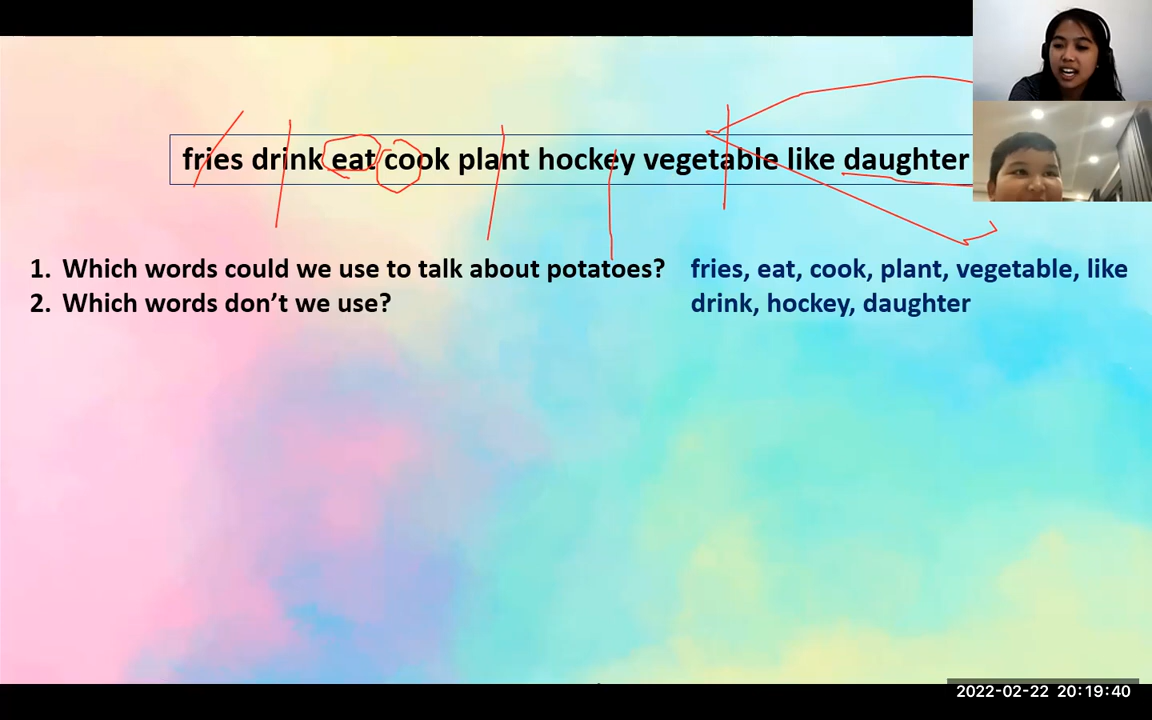 fries drink eat cook plant hockey vegetable like daughter
1. Which words could we use to talk about potatoes? fries, eat, cook, plant, vegetable, like
2. Which words don't we use? drink, hockey, daughter
2022-02-22 20:19:40